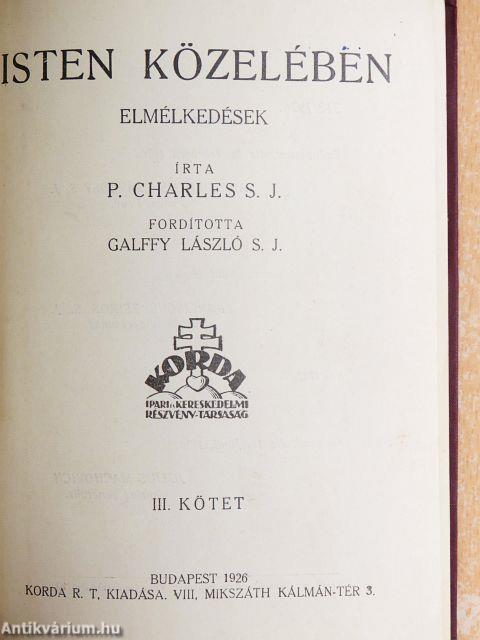 ISTEN KÖZELÉBEN
ELMÉLKEDÉSEK
ÍRTA
P. CHARLES S. J.
FORDÍTOTTA
GALFFY LÁSZLÓ S. J.
KORDA
IPARI ÉS KERESKEDELMI
RÉSZVÉNY-TÁRSASÁG
III. KÖTET
BUDAPEST 1926
KORDA R. T. KIADÁSA. VIII, MIKSZÁTH KÁLMÁN-TÉR 3.
Antikvárium.hu